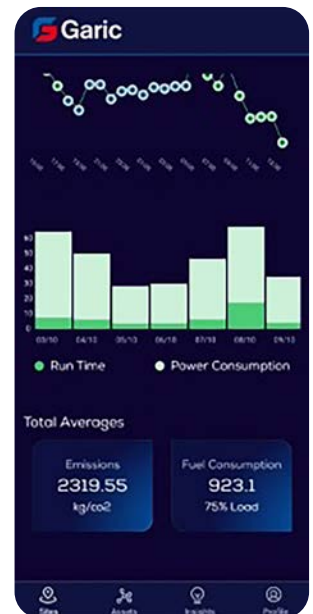 Garic
60
50
40
30
20
10
0
03/10 04/10 05/10 06/10 07/10 08/10 09/10
Run Time Power Consumption
Total Averages
Emissions Fuel Consumption
2319.55 923.1
kg/co2 75% Load
Sites Assets Insights Profile